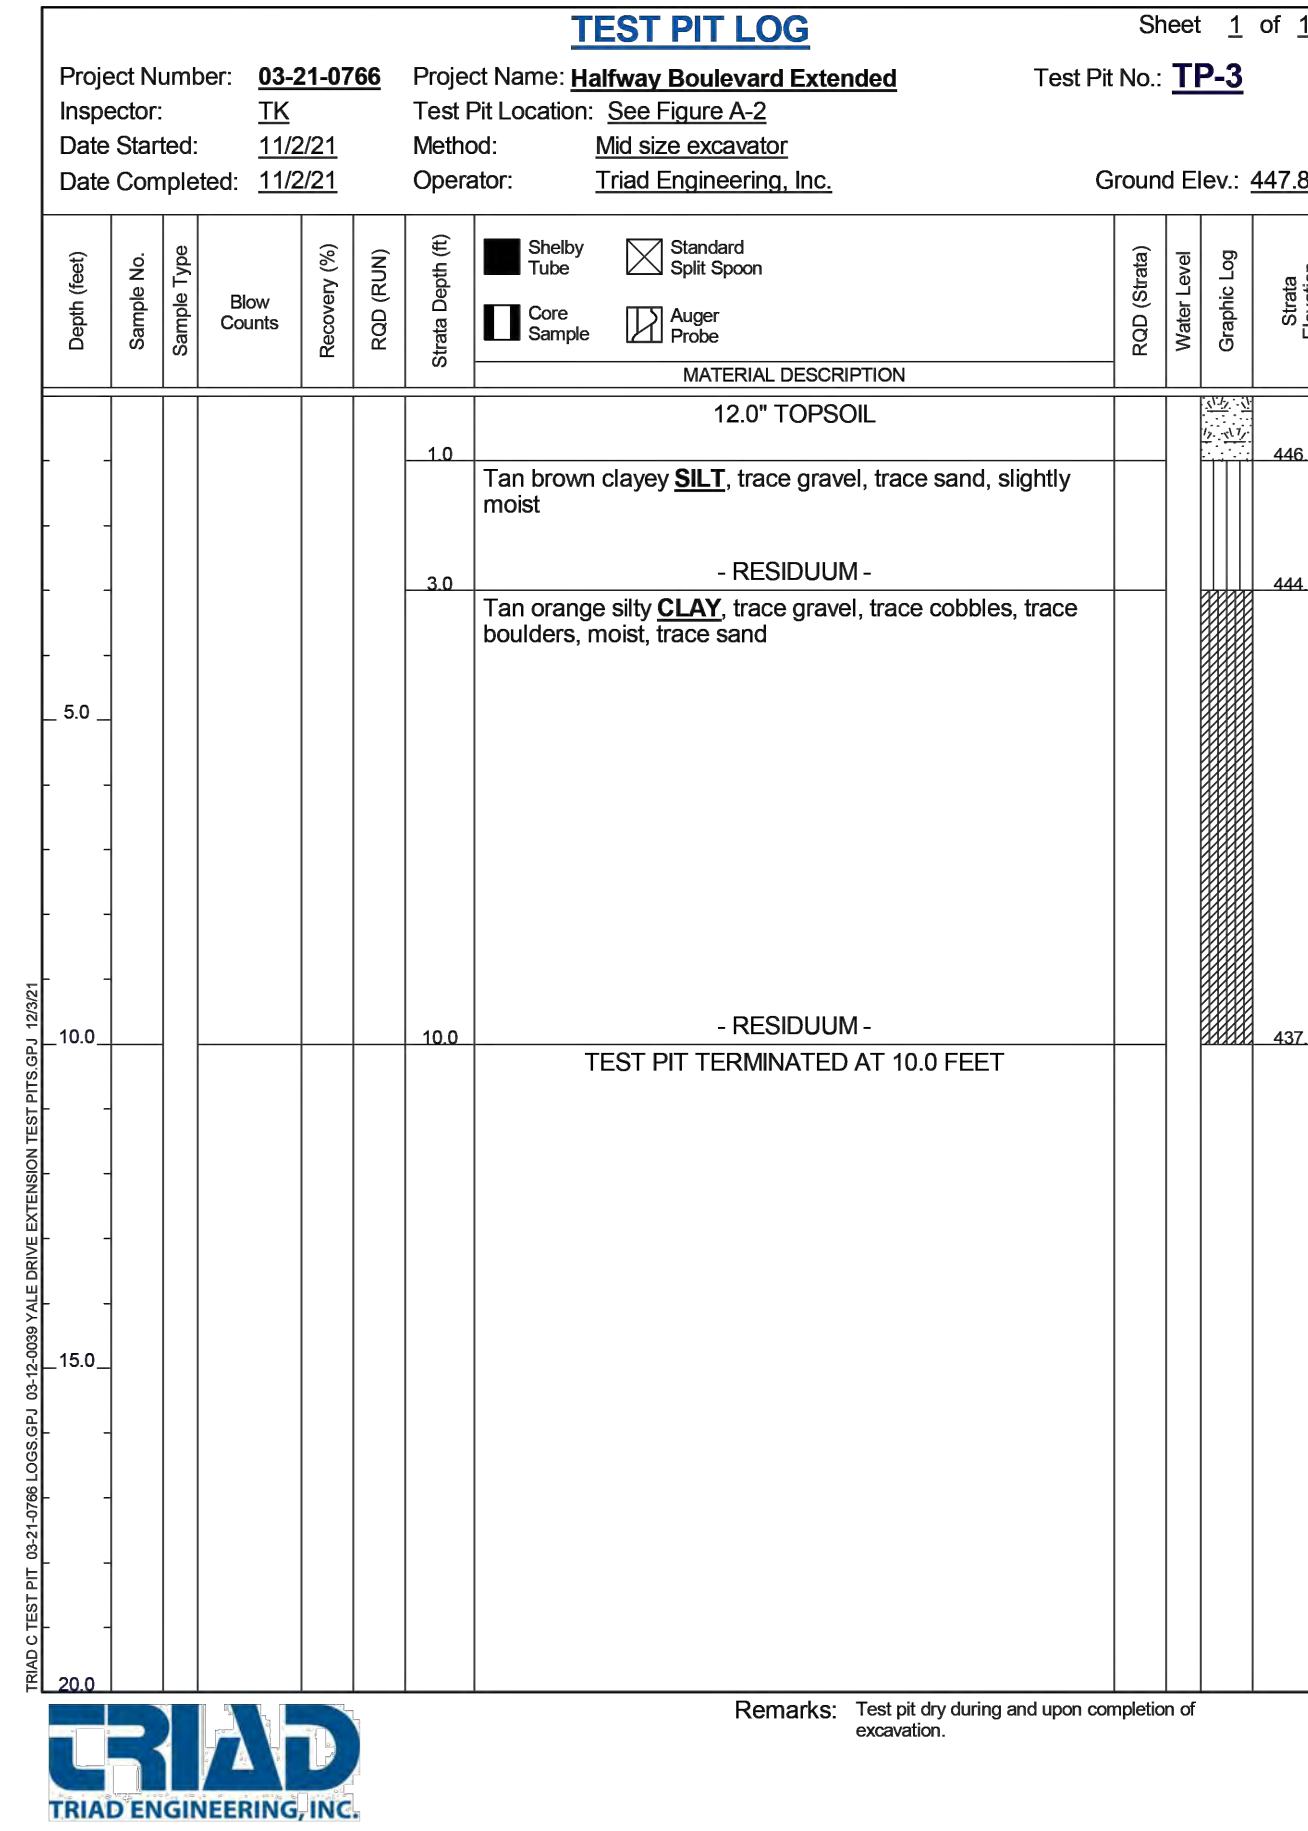 TEST PIT LOG
Sheet 1 of 1
Project Number: 03-21-0766 Project Name: Halfway Boulevard Extended Test Pit No.: TP-3
Inspector: TK Test Pit Location: See Figure A-2
Date Started: 11/2/21 Method: Mid size excavator
Date Completed: 11/2/21 Operator: Triad Engineering, Inc. Ground Elev.: 447.8
Depth (feet)
Sample No.
Sample Type
Blow
Counts
Recovery (%)
RQD (RUN)
Strata Depth (ft)
Shelby
Tube
Standard
Split Spoon
Core
Sample
Auger
Probe
MATERIAL DESCRIPTION
RQD (Strata)
Water Level
Graphic Log
Strata
12.0" TOPSOIL
1.0 446.
Tan brown clayey SILT, trace gravel, trace sand, slightly
moist
- RESIDUUM -
3.0 444.
Tan orange silty CLAY, trace gravel, trace cobbles, trace
boulders, moist, trace sand
5.0
- RESIDUUM -
10.0 10.0 437.
TEST PIT TERMINATED AT 10.0 FEET
15.0
20.0
TRIAD C TEST PIT 03-21-0766 LOGS.GPJ 03-12-0039 YALE DRIVE EXTENSION TEST PITS.GPJ 12/3/21
TRIAD
TRIAD ENGINEERING, INC.
Remarks: Test pit dry during and upon completion of
excavation.